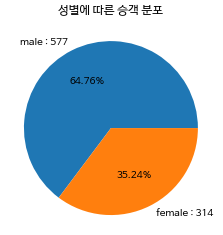 성별에 따른 승객 분포
male : 577
64.76%
35.24%
female : 314